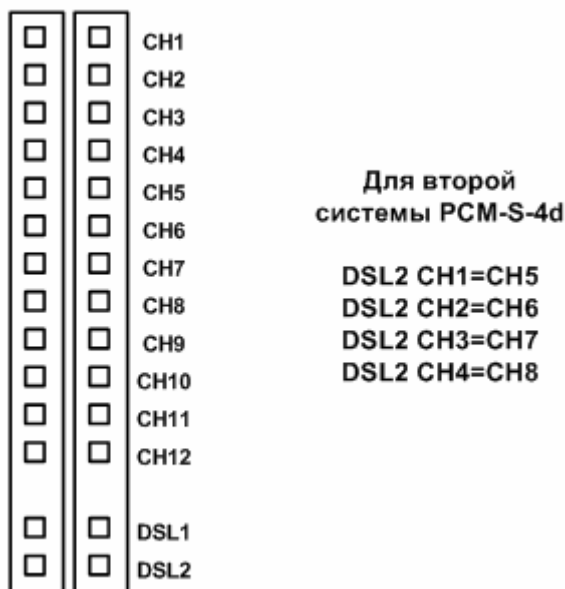 CH1
CH2
CH3
CH4
CH5
CH6
CH7
CH8
CH9
CH10
CH11
CH12
DSL1
DSL2
Для второй
системы PCM-S-4d
DSL2 CH1=CH5
DSL2 CH2=CH6
DSL2 CH3=CH7
DSL2 CH4=CH8